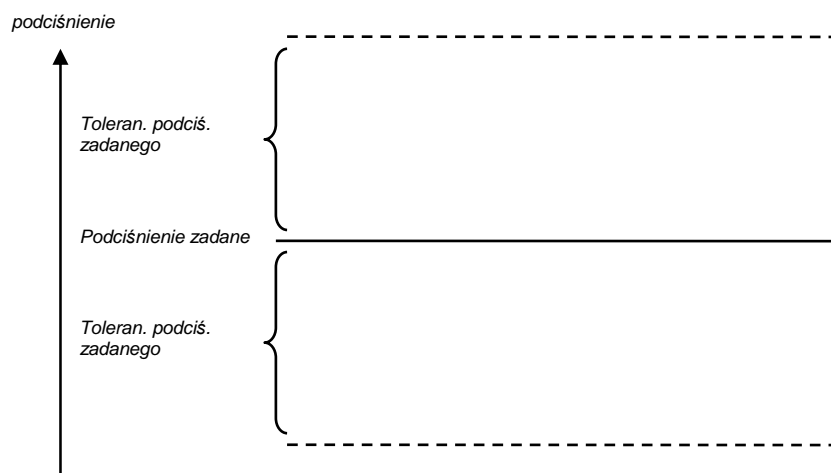 podciśnienie
Toleran. podciś.
zadanego
Podciśnienie zadane
Toleran. podciś.
zadanego